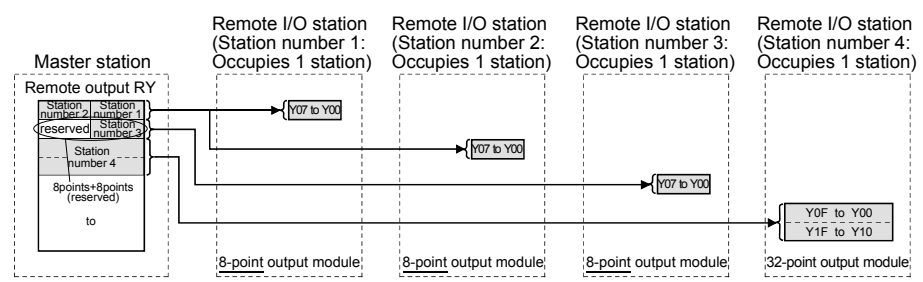 Master station
Remote output RY
Station number 2
Station number 1
reserved
Station number 3
Station number 4
8points+8points
(reserved)
to
Remote I/O station
(Station number 1:
Occupies 1 station)
Y07 to Y00
8-point output module
Remote I/O station
(Station number 2:
Occupies 1 station)
Y07 to Y00
8-point output module
Remote I/O station
(Station number 3:
Occupies 1 station)
Y07 to Y00
8-point output module
Remote I/O station
(Station number 4:
Occupies 1 station)
Y0F to Y00
Y1F to Y10
32-point output module